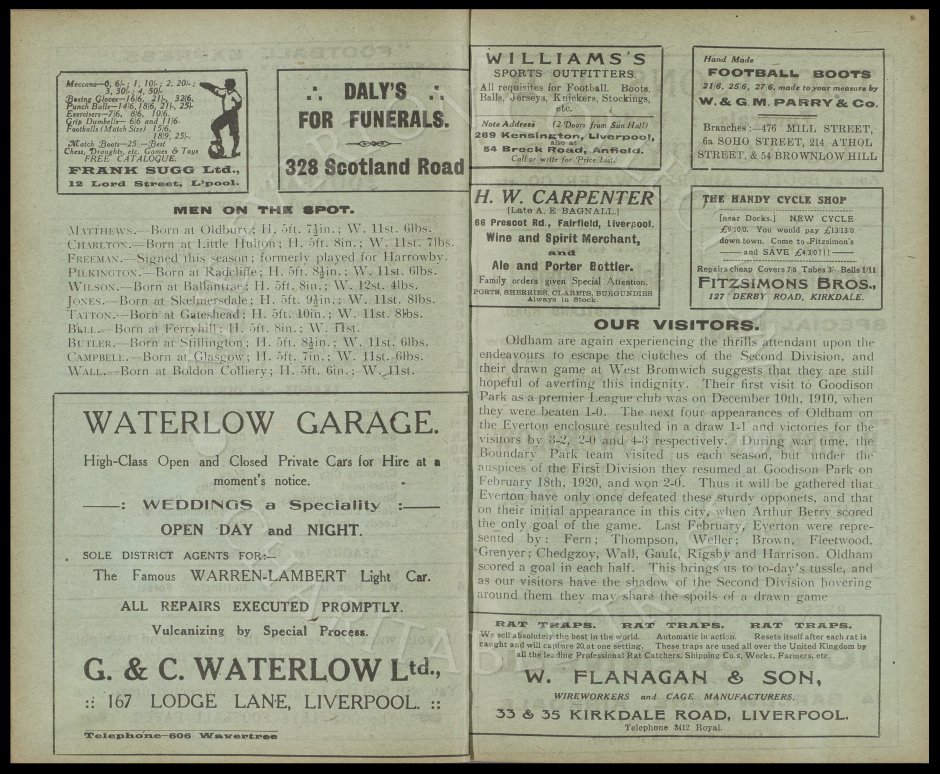 Meccano—0, 6/-; 1, 10/-; 2, 20/-;
3, 30/-; 4, 50/-
Boxing Gloves—16/6, 21/-, 32/6,
Punch Balls—14/6, 18/6, 21/-, 25/-
Exercisers—7/6, 8/6, 10/6,
Grip Dumbells— 6/6 and 11/6-
Footballs (Match Size) 15/6,
18/9, 25/-.
Match Boots—25/-—Best
Chess, Draughts, etc. Games & Toys
FREE CATALOGUE.
FRANK SUGG Ltd.,
12 Lord Street, L'pool.
∴ DALY'S ∴
FOR FUNERALS.
328 Scotland Road
MEN ON THE SPOT.
MATTHEWS.—Born at Oldbury; H. 5ft. 7½in.; W. 11st. 6lbs.
CHARLTON.—Born at Little Hulton; H. 5ft. 8in.; W. 11st. 7lbs.
FREEMAN.—Signed this season; formerly played for Harrowby.
PILKINGTON.—Born at Radcliffe; H. 5ft. 8½in.; W. 11st. 6lbs.
WILSON.—Born at Ballantrae; H. 5ft. 8in.; W. 12st. 4lbs.
JONES.—Born at Skelmersdale; H. 5ft. 9½in.; W. 11st. 8lbs.
TATTON.—Born at Gateshead; H. 5ft. 10in.; W. 11st. 8lbs.
BELL.—Born at Ferryhill; H. 5ft. 8in.; W. 11st.
BUTLER.—Born at Stillington; H. 5ft. 8½in.; W. 11st. 6lbs.
CAMPBELL.—Born at Glasgow; H. 5ft. 7in.; W. 11st. 6lbs.
WALL.—Born at Boldon Colliery; H. 5ft. 6in.; W. 11st.
WATERLOW GARAGE.
High-Class Open and Closed Private Cars for Hire at a
moment's notice.
——: WEDDINGS a Speciality :——
OPEN DAY and NIGHT.
SOLE DISTRICT AGENTS FOR:—
The Famous WARREN-LAMBERT Light Car.
ALL REPAIRS EXECUTED PROMPTLY.
Vulcanizing by Special Process.
G. & C. WATERLOW Ltd.,
:: 167 LODGE LANE, LIVERPOOL. ::
Telephone—606 Wavertree
WILLIAMS'S
SPORTS OUTFITTERS.
All requisites for Football. Boots,
Balls, Jerseys, Knickers, Stockings,
etc.
Note Address (2 Doors from Sun Hall)
269 Kensington, Liverpool,
also at
54 Breck Road, Anfield.
Call or write for Price List.
Hand Made
FOOTBALL BOOTS
21/6, 25/6, 27/6, made to your measure by
W. & G. M. PARRY & Co.
Branches:—476 MILL STREET,
6a SOHO STREET, 214 ATHOL
STREET, & 54 BROWNLOW HILL
H. W. CARPENTER
[Late A. E. BAGNALL.]
66 Prescot Rd., Fairfield, Liverpool.
Wine and Spirit Merchant,
and
Ale and Porter Bottler.
Family orders given Special Attention.
PORTS, SHERRIES, CLARETS, BURGUNDIES
Always in Stock.
THE HANDY CYCLE SHOP
[near Docks.] NEW CYCLE
£9/10/0. You would pay £13/13/0
down town. Come to Fitzsimon's
—— and SAVE £4/3/0!!! ——
Repairs cheap Covers 7/6 Tubes 3/- Bells 1/11
FITZSIMONS BROS.,
127 DERBY ROAD, KIRKDALE.
OUR VISITORS.
Oldham are again experiencing the thrills attendant upon the
endeavours to escape the clutches of the Second Division, and
their drawn game at West Bromwich suggests that they are still
hopeful of averting this indignity. Their first visit to Goodison
Park as a premier League club was on December 10th, 1910, when
they were beaten 1-0. The next four appearances of Oldham on
the Everton enclosure resulted in a draw 1-1 and victories for the
visitors by 3-2, 2-0 and 4-3 respectively. During war time, the
Boundary Park team visited us each season, but under the
auspices of the First Division they resumed at Goodison Park on
February 18th, 1920, and won 2-0. Thus it will be gathered that
Everton have only once defeated these sturdy opponets, and that
on their initial appearance in this city, when Arthur Berry scored
the only goal of the game. Last February, Everton were repre-
sented by: Fern; Thompson, Weller; Brown, Fleetwood,
Grenyer; Chedgzoy, Wall, Gault, Rigsby and Harrison. Oldham
scored a goal in each half. This brings us to to-day's tussle, and
as our visitors have the shadow of the Second Division hovering
around them they may share the spoils of a drawn game
RAT TRAPS. RAT TRAPS. RAT TRAPS.
We sell absolutely the best in the world. Automatic in action. Resets itself after each rat is
caught and will capture 20 at one setting. These traps are used all over the United Kingdom by
all the leading Professional Rat Catchers, Shipping Co.s, Works, Farmers, etc.
W. FLANAGAN & SON,
WIREWORKERS and CAGE MANUFACTURERS,
33 & 35 KIRKDALE ROAD, LIVERPOOL.
Telephone 3412 Royal.